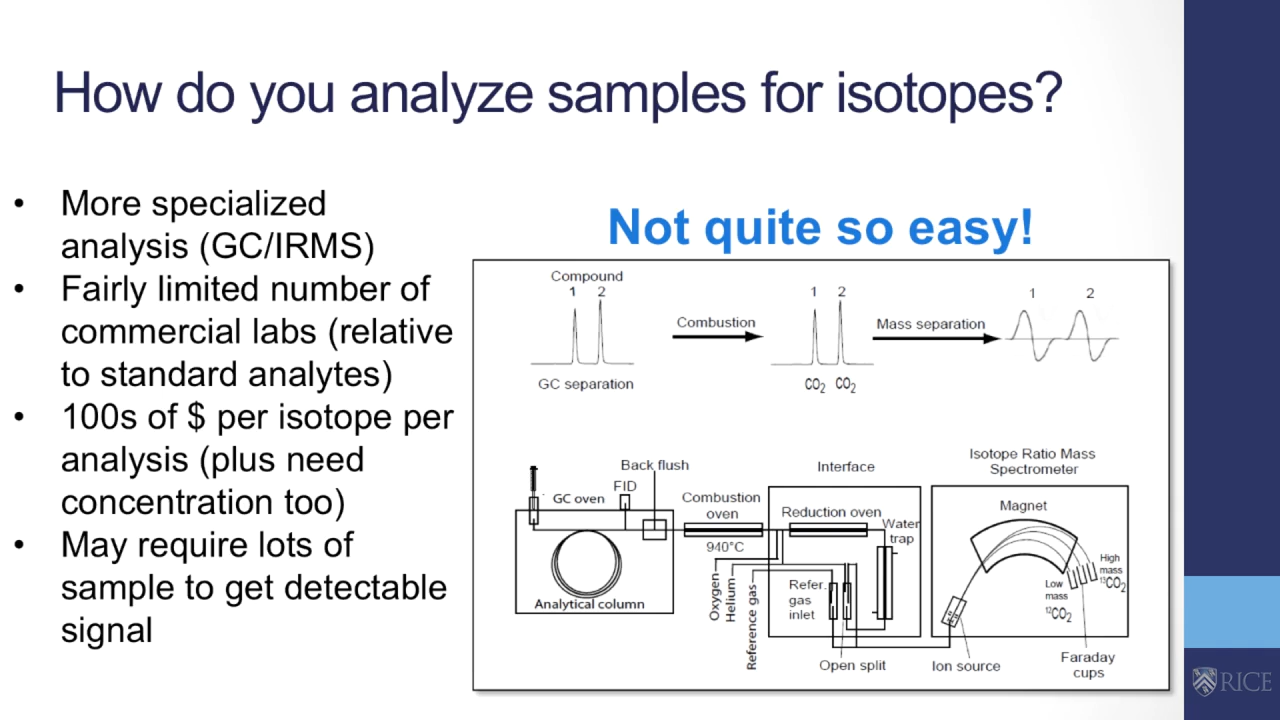 How do you analyze samples for isotopes?
• More specialized
analysis (GC/IRMS)
• Fairly limited number of
commercial labs (relative
to standard analytes)
• 100s of $ per isotope per
analysis (plus need
concentration too)
• May require lots of
sample to get detectable
signal
Not quite so easy!
Compound
1 2
GC separation
Combustion
1 2
CO2 CO2
Mass separation
1 2
Back flush
FID
GC oven
Analytical column
Combustion
oven
940°C
Oxygen
Helium
Reference gas
Interface
Reduction oven
Water
trap
Refer.
gas
inlet
Open split
Isotope Ratio Mass
Spectrometer
Magnet
High
mass
13CO2
Low
mass
12CO2
Ion source
Faraday
cups
RICE